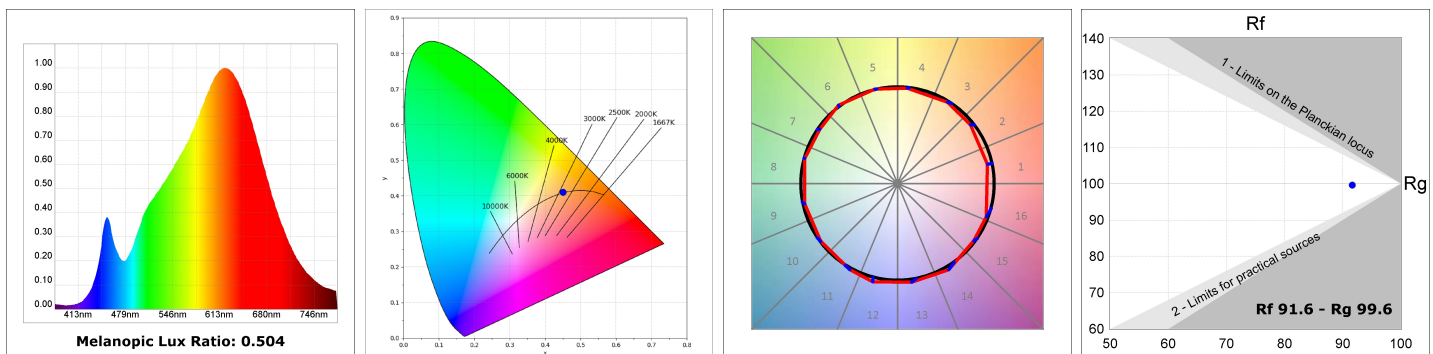 1.00
0.90
0.80
0.70
0.60
0.50
0.40
0.30
0.20
0.10
0.00
413nm 479nm 546nm 613nm 680nm 746nm
Melanopic Lux Ratio: 0.504
0.9
0.8
0.7
0.6
0.5
0.4
0.3
0.2
0.1
0.0
y
0.0 0.1 0.2 0.3 0.4 0.5 0.6 0.7 0.8
x
10000K
6000K
4000K
3000K
2500K
2000K
1667K
1
2
3
4
5
6
7
8
9
10
11
12
13
14
15
16
Rf
140
130
120
110
100
90
80
70
60
50 60 70 80 90 100
Rg
1 - Limits on the Planckian locus
2 - Limits for practical sources
Rf 91.6 - Rg 99.6